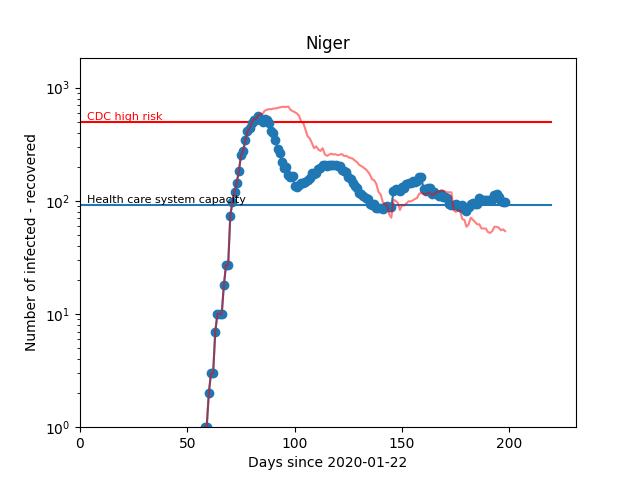 Niger
10³
CDC high risk
10²
Health care system capacity
10¹
10⁰
Number of infected - recovered
0 50 100 150 200
Days since 2020-01-22